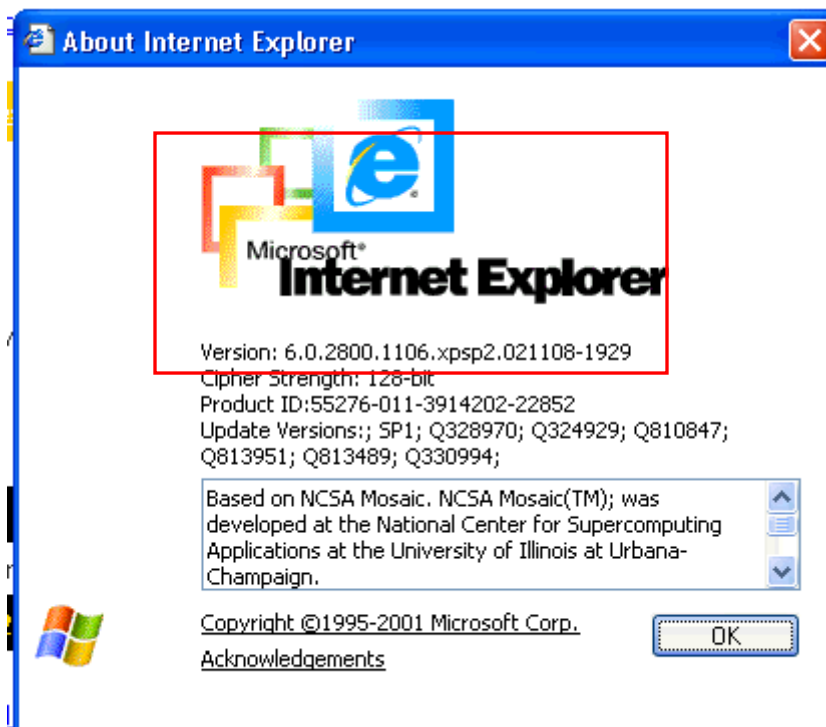 About Internet Explorer
Microsoft®
Internet Explorer
Version: 6.0.2800.1106.xpsp2.021108-1929
Cipher Strength: 128-bit
Product ID:55276-011-3914202-22852
Update Versions:; SP1; Q328970; Q324929; Q810847;
Q813951; Q813489; Q330994;
Based on NCSA Mosaic. NCSA Mosaic(TM); was
developed at the National Center for Supercomputing
Applications at the University of Illinois at Urbana-
Champaign.
Copyright ©1995-2001 Microsoft Corp.
OK
Acknowledgements